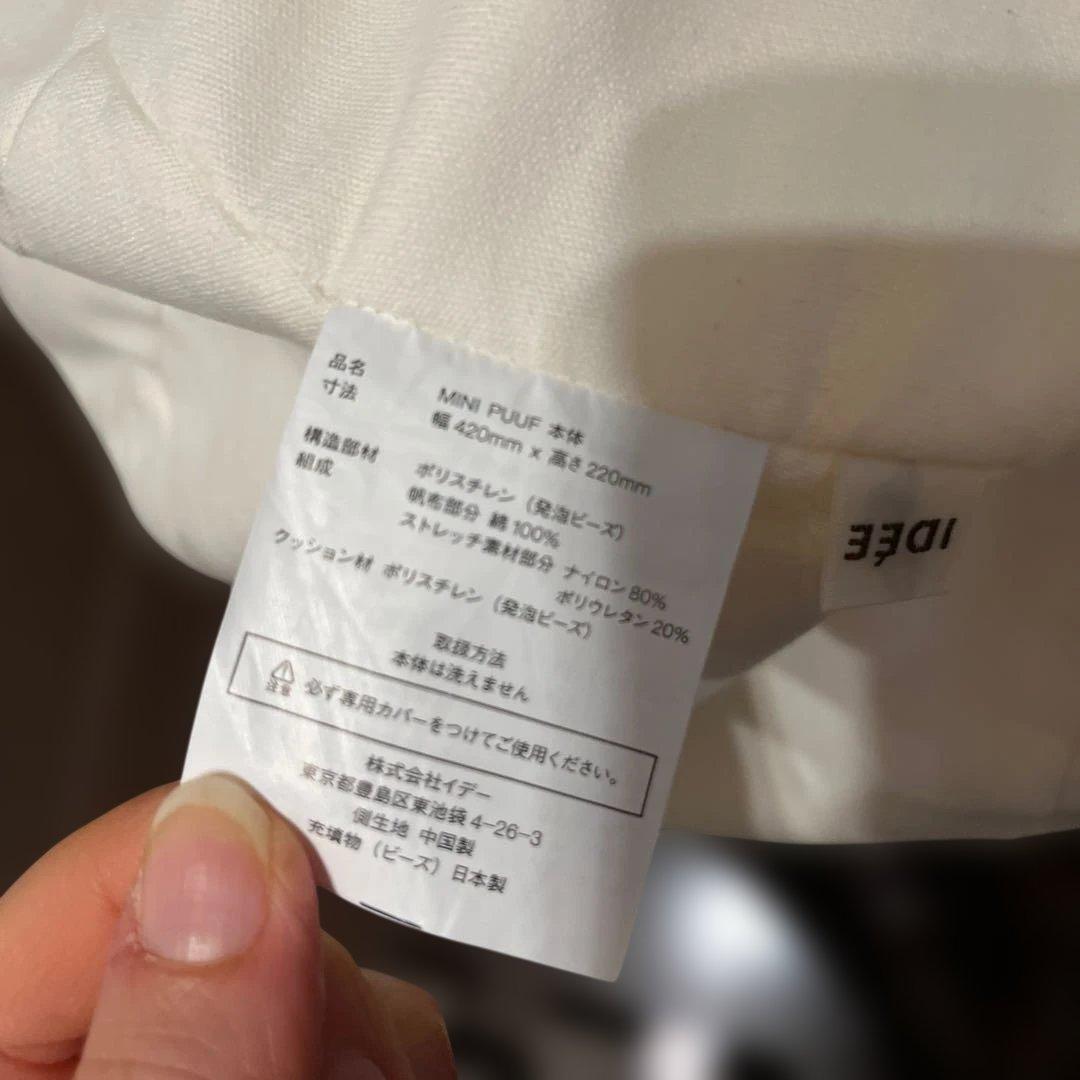 品名 MINI PUUF 本体
寸法 幅 420mm x 高さ 220mm
構造部材 ポリスチレン（発泡ビーズ）
組成 帆布部分 綿100%
ストレッチ素材部分 ナイロン 80%
ポリウレタン 20%
クッション材 ポリスチレン（発泡ビーズ）
取扱方法
本体は洗えません
注意 必ず専用カバーをつけてご使用ください。
株式会社イデー
東京都豊島区東池袋 4-26-3
側生地 中国製
充填物（ビーズ）日本製
IDÉE